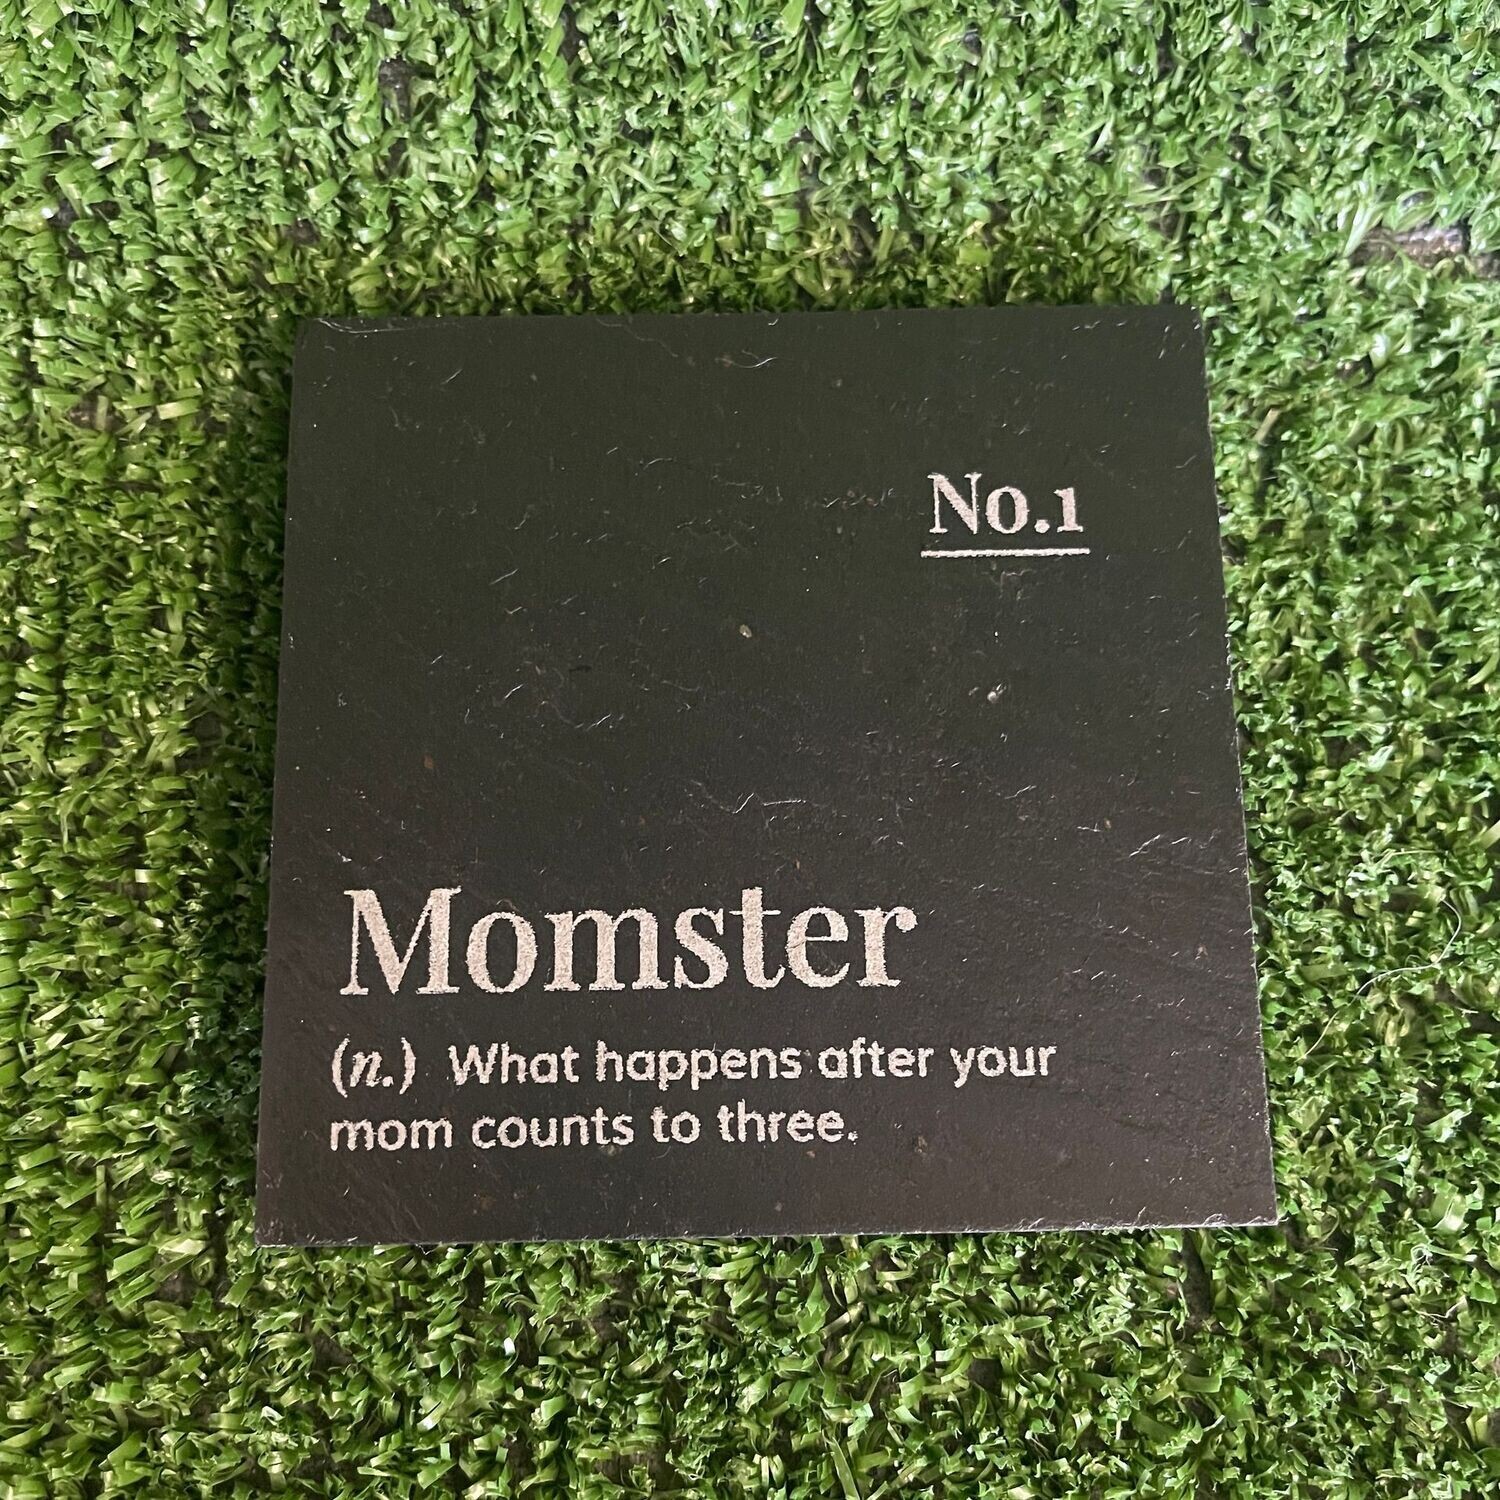 No.1
Momster
(n.) What happens after your
mom counts to three.